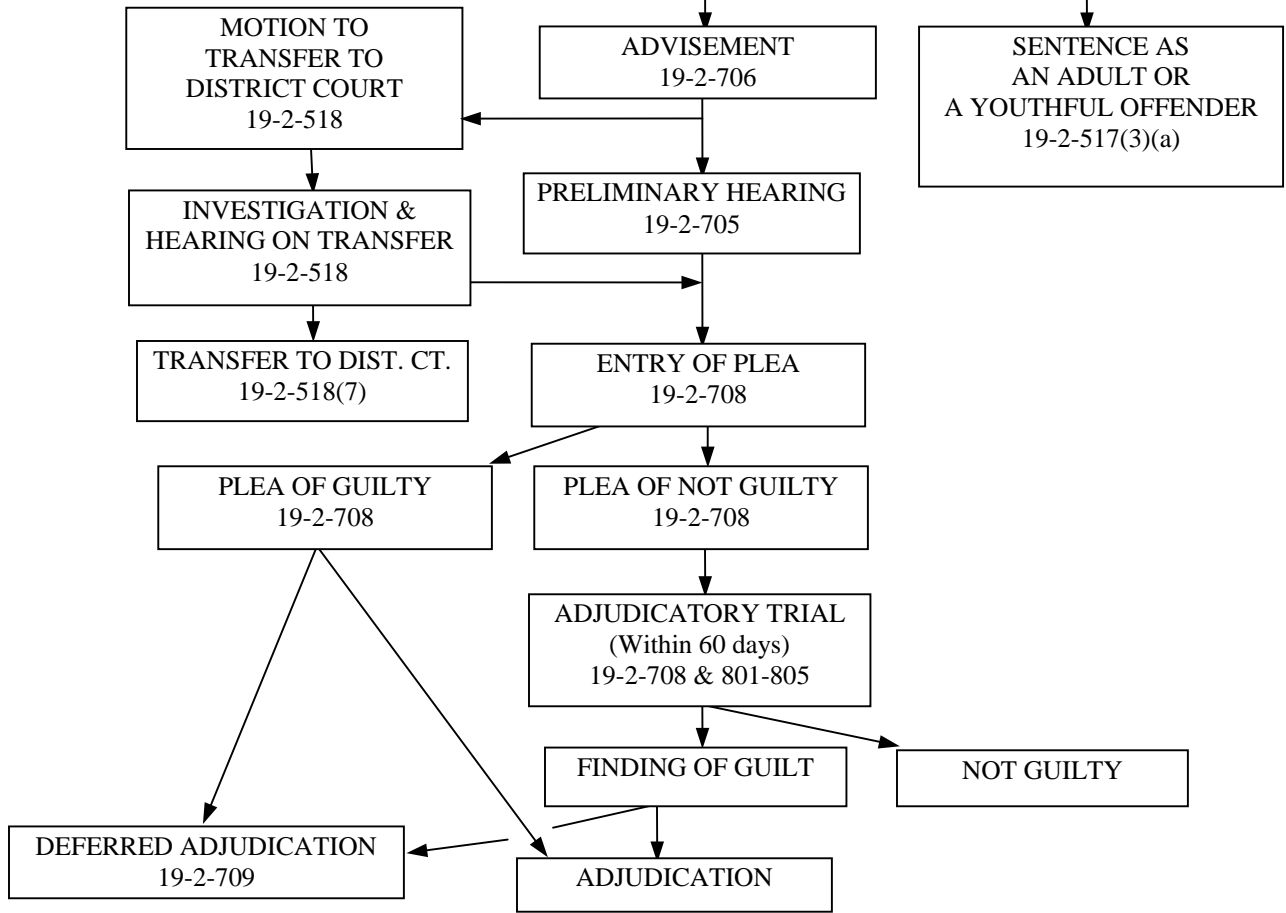 MOTION TO
TRANSFER TO
DISTRICT COURT
19-2-518
ADVISEMENT
19-2-706
SENTENCE AS
AN ADULT OR
A YOUTHFUL OFFENDER
19-2-517(3)(a)
INVESTIGATION &
HEARING ON TRANSFER
19-2-518
PRELIMINARY HEARING
19-2-705
TRANSFER TO DIST. CT.
19-2-518(7)
ENTRY OF PLEA
19-2-708
PLEA OF GUILTY
19-2-708
PLEA OF NOT GUILTY
19-2-708
ADJUDICATORY TRIAL
(Within 60 days)
19-2-708 & 801-805
FINDING OF GUILT
NOT GUILTY
DEFERRED ADJUDICATION
19-2-709
ADJUDICATION